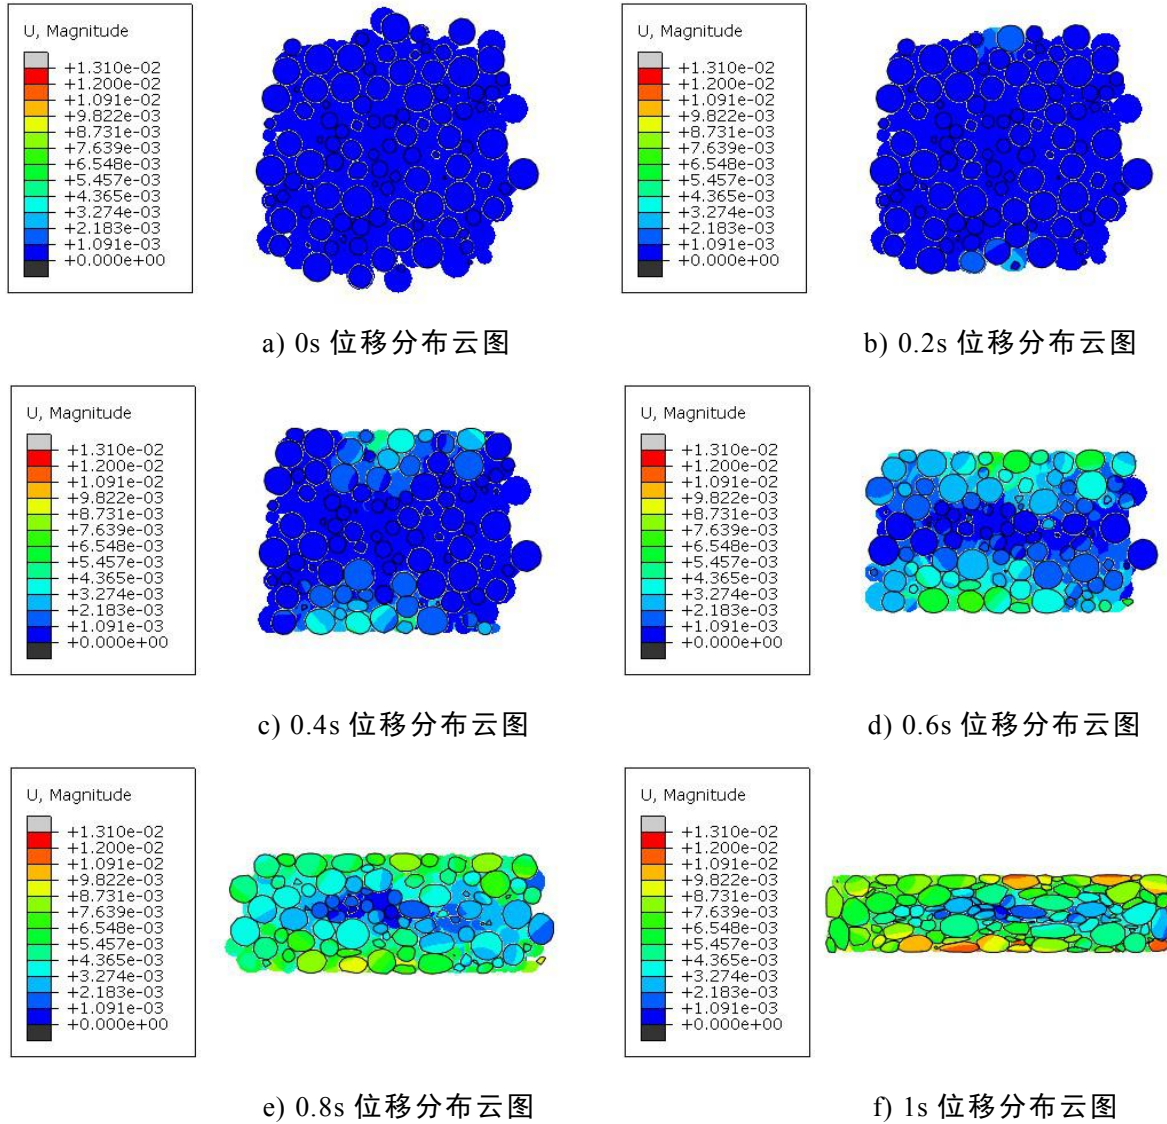 U, Magnitude
+1.310e-02
+1.200e-02
+1.091e-02
+9.822e-03
+8.731e-03
+7.639e-03
+6.548e-03
+5.457e-03
+4.365e-03
+3.274e-03
+2.183e-03
+1.091e-03
+0.000e+00
a) 0s 位移分布云图
U, Magnitude
+1.310e-02
+1.200e-02
+1.091e-02
+9.822e-03
+8.731e-03
+7.639e-03
+6.548e-03
+5.457e-03
+4.365e-03
+3.274e-03
+2.183e-03
+1.091e-03
+0.000e+00
b) 0.2s 位移分布云图
U, Magnitude
+1.310e-02
+1.200e-02
+1.091e-02
+9.822e-03
+8.731e-03
+7.639e-03
+6.548e-03
+5.457e-03
+4.365e-03
+3.274e-03
+2.183e-03
+1.091e-03
+0.000e+00
c) 0.4s 位移分布云图
U, Magnitude
+1.310e-02
+1.200e-02
+1.091e-02
+9.822e-03
+8.731e-03
+7.639e-03
+6.548e-03
+5.457e-03
+4.365e-03
+3.274e-03
+2.183e-03
+1.091e-03
+0.000e+00
d) 0.6s 位移分布云图
U, Magnitude
+1.310e-02
+1.200e-02
+1.091e-02
+9.822e-03
+8.731e-03
+7.639e-03
+6.548e-03
+5.457e-03
+4.365e-03
+3.274e-03
+2.183e-03
+1.091e-03
+0.000e+00
e) 0.8s 位移分布云图
U, Magnitude
+1.310e-02
+1.200e-02
+1.091e-02
+9.822e-03
+8.731e-03
+7.639e-03
+6.548e-03
+5.457e-03
+4.365e-03
+3.274e-03
+2.183e-03
+1.091e-03
+0.000e+00
f) 1s 位移分布云图